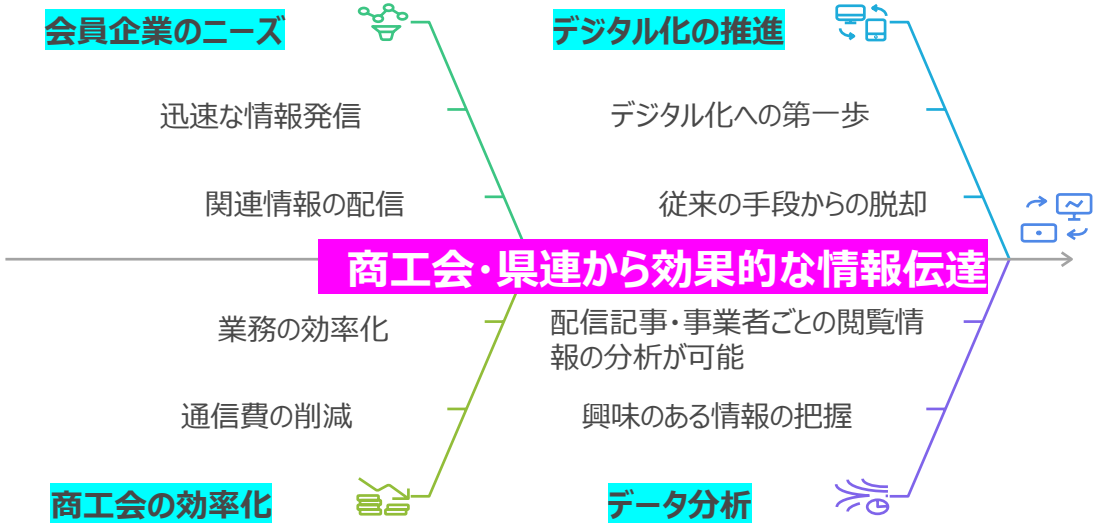 会員企業のニーズ
デジタル化の推進
迅速な情報発信
デジタル化への第一歩
関連情報の配信
従来の手段からの脱却
商工会・県連から効果的な情報伝達
業務の効率化
配信記事・事業者ごとの閲覧情
報の分析が可能
通信費の削減
興味のある情報の把握
商工会の効率化
データ分析